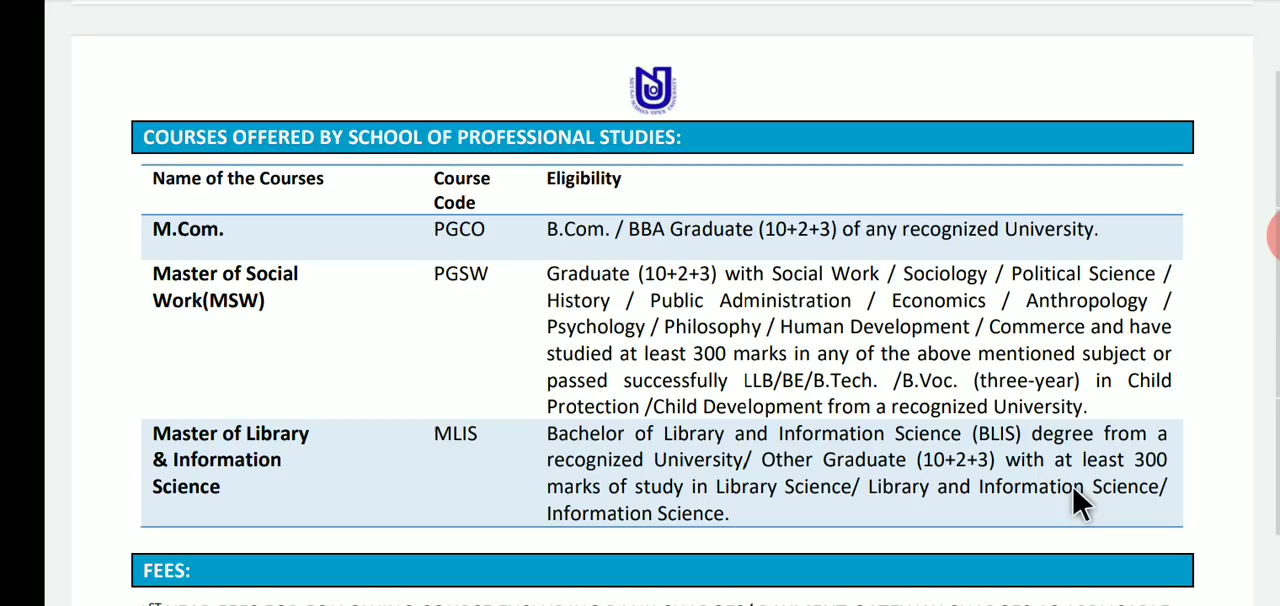 COURSES OFFERED BY SCHOOL OF PROFESSIONAL STUDIES:
Name of the Courses Course Code Eligibility
M.Com. PGCO B.Com. / BBA Graduate (10+2+3) of any recognized University.
Master of Social PGSW Graduate (10+2+3) with Social Work / Sociology / Political Science /
Work(MSW) History / Public Administration / Economics / Anthropology /
Psychology / Philosophy / Human Development / Commerce and have
studied at least 300 marks in any of the above mentioned subject or
passed successfully LLB/BE/B.Tech. /B.Voc. (three-year) in Child
Protection /Child Development from a recognized University.
Master of Library MLIS Bachelor of Library and Information Science (BLIS) degree from a
& Information recognized University/ Other Graduate (10+2+3) with at least 300
Science marks of study in Library Science/ Library and Information Science/
Information Science.
FEES: